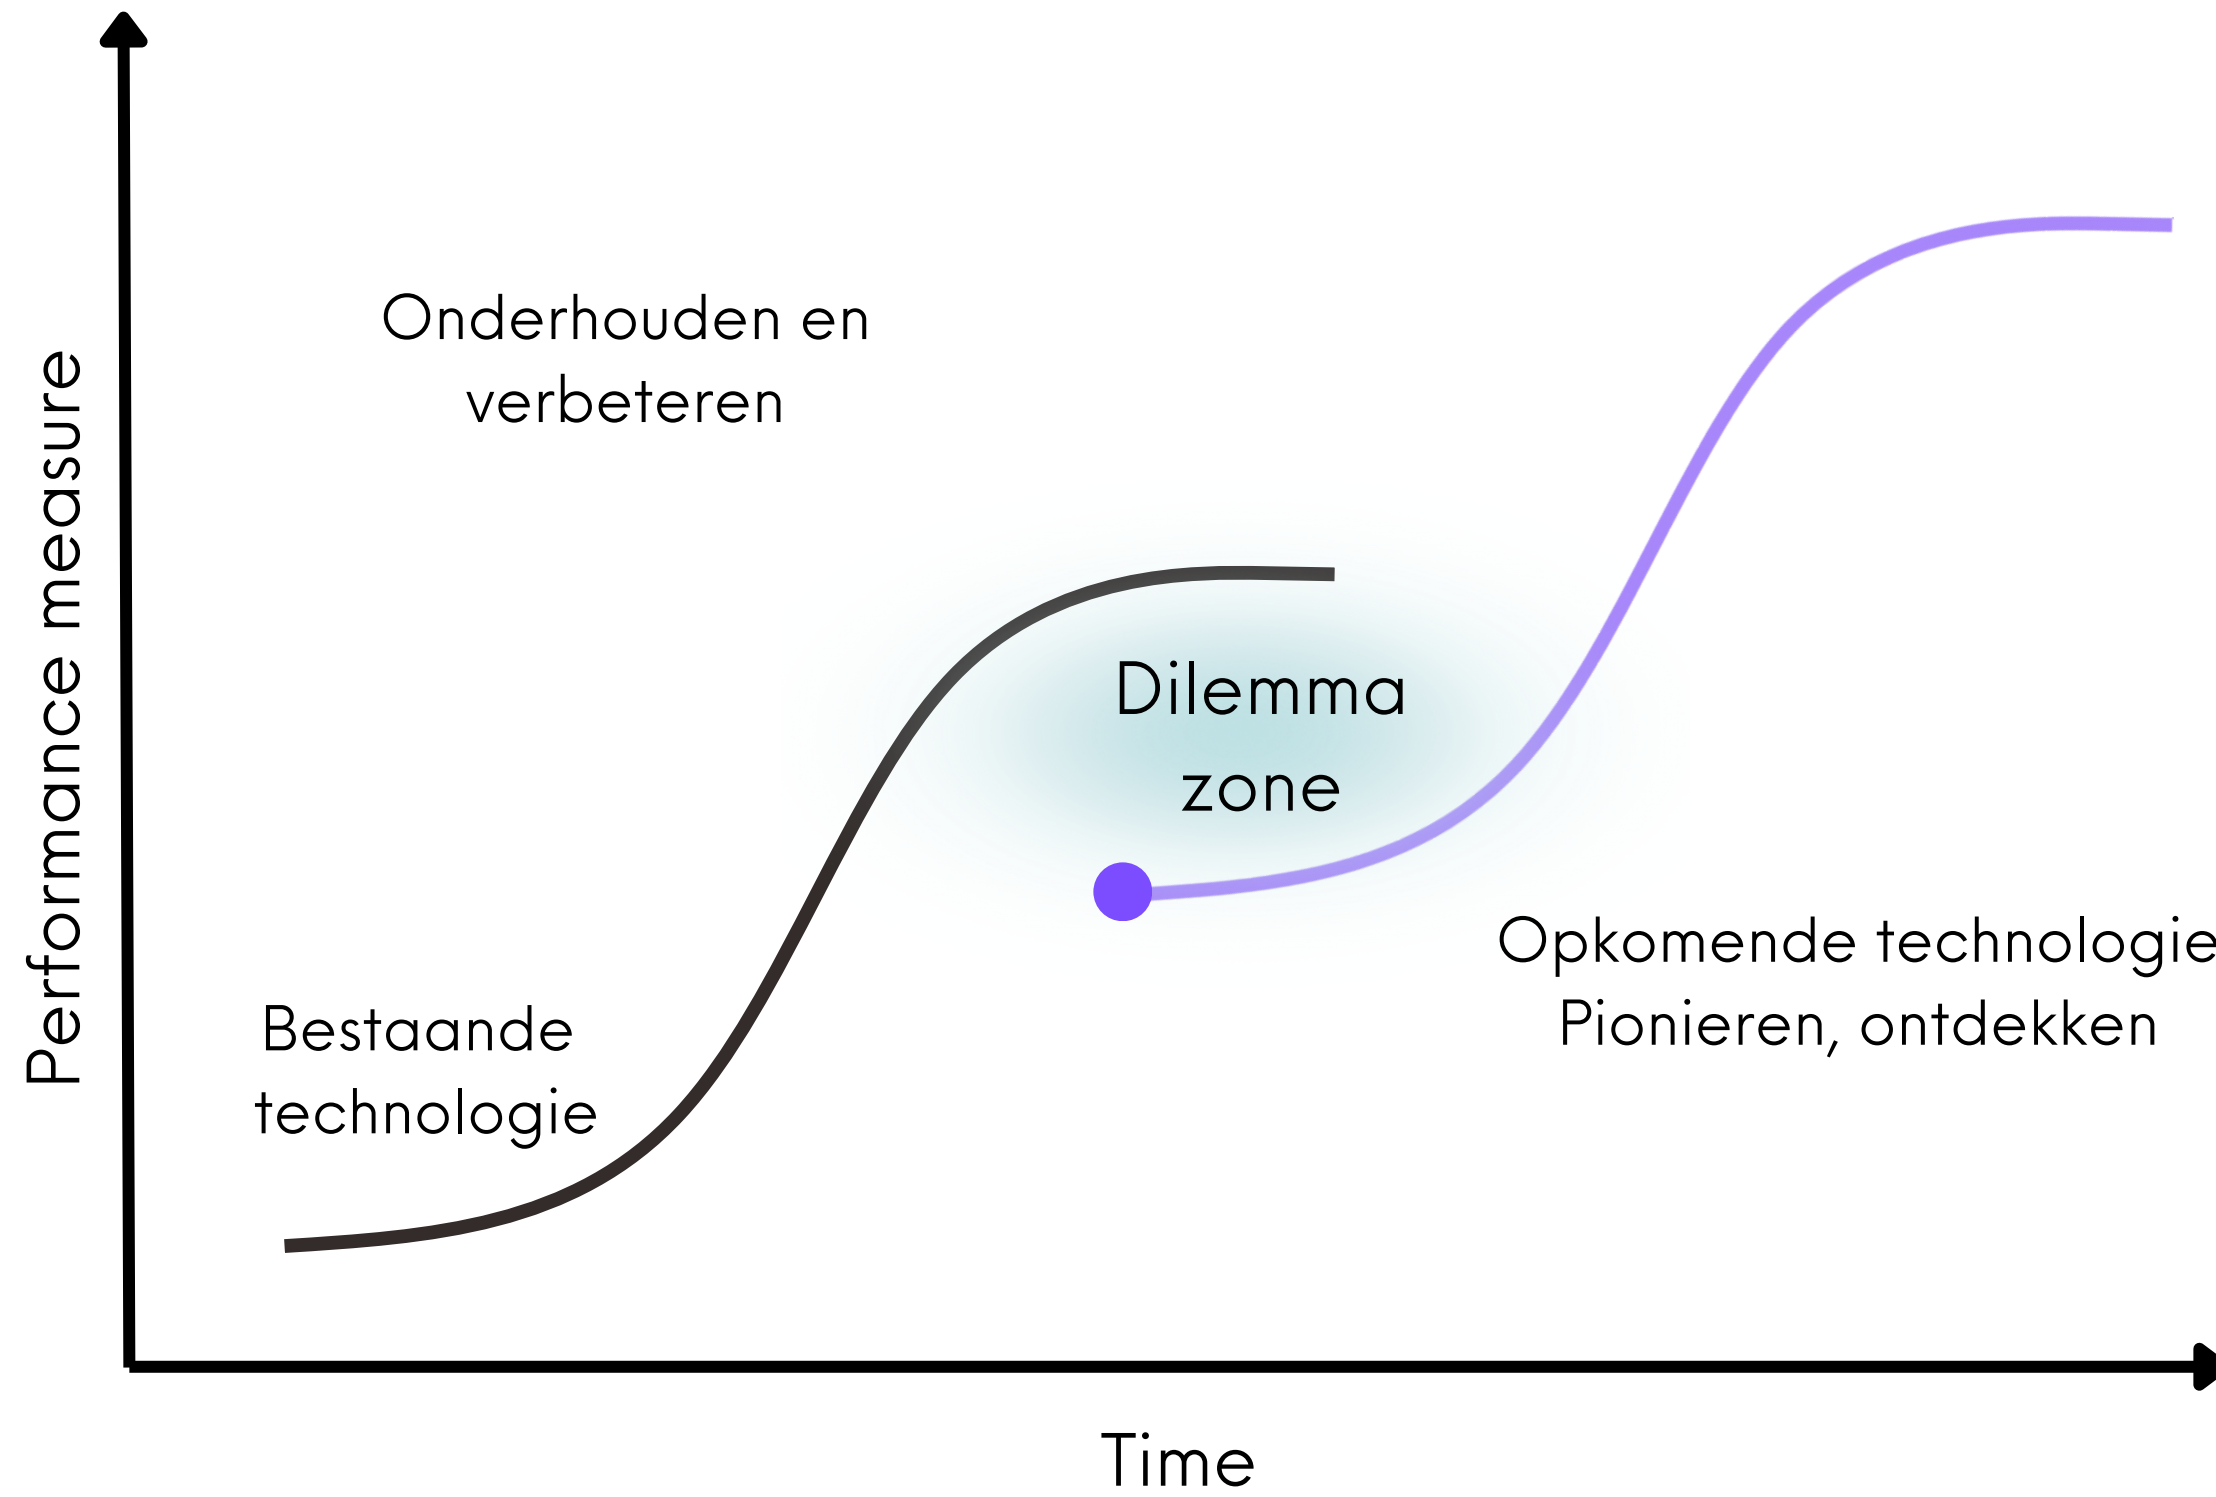 Performance measure
Onderhouden en
verbeteren
Dilemma
zone
Opkomende technologie
Pionieren, ontdekken
Bestaande
technologie
Time